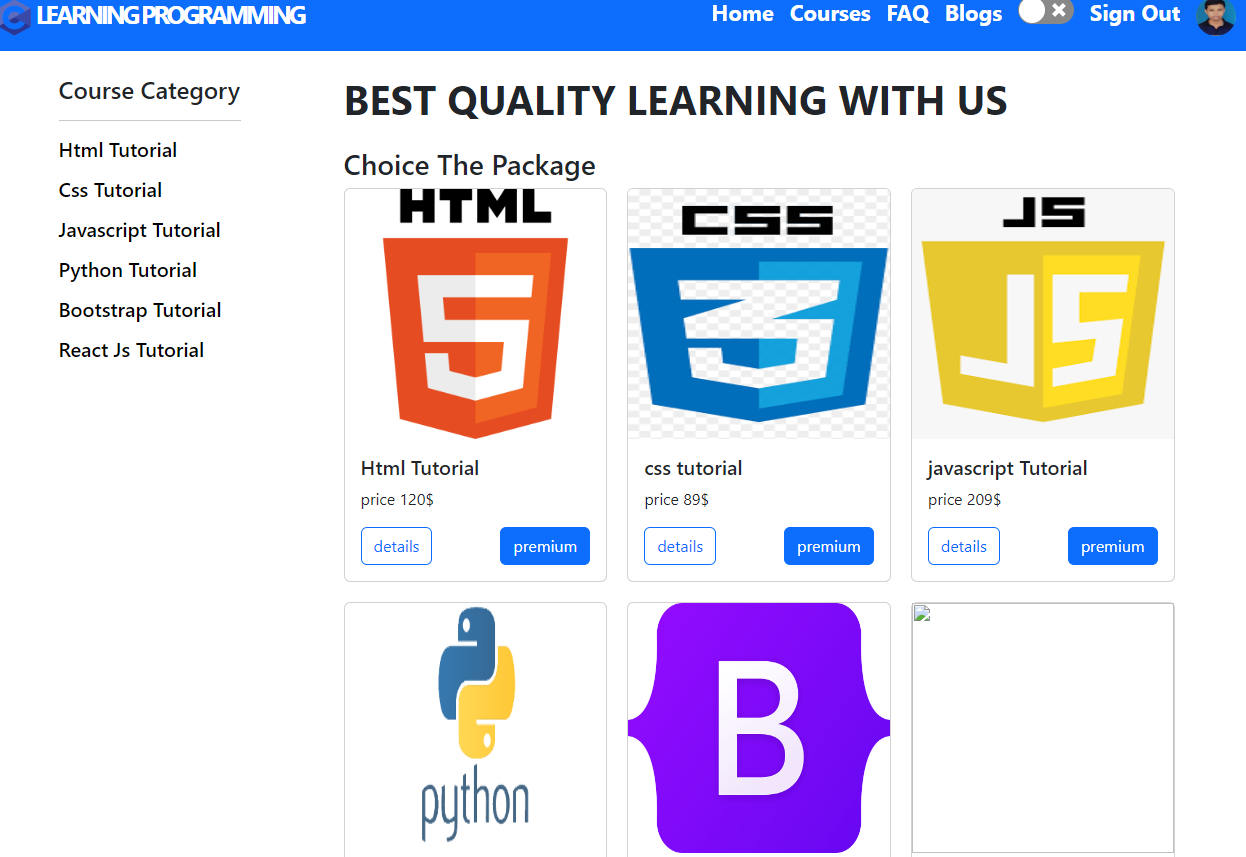 LEARNING PROGRAMMING
Home Courses FAQ Blogs Sign Out
Course Category
Html Tutorial
Css Tutorial
Javascript Tutorial
Python Tutorial
Bootstrap Tutorial
React Js Tutorial
BEST QUALITY LEARNING WITH US
Choice The Package
HTML
5
Html Tutorial
price 120$
details premium
CSS
3
css tutorial
price 89$
details premium
JS
JS
javascript Tutorial
price 209$
details premium
python
B